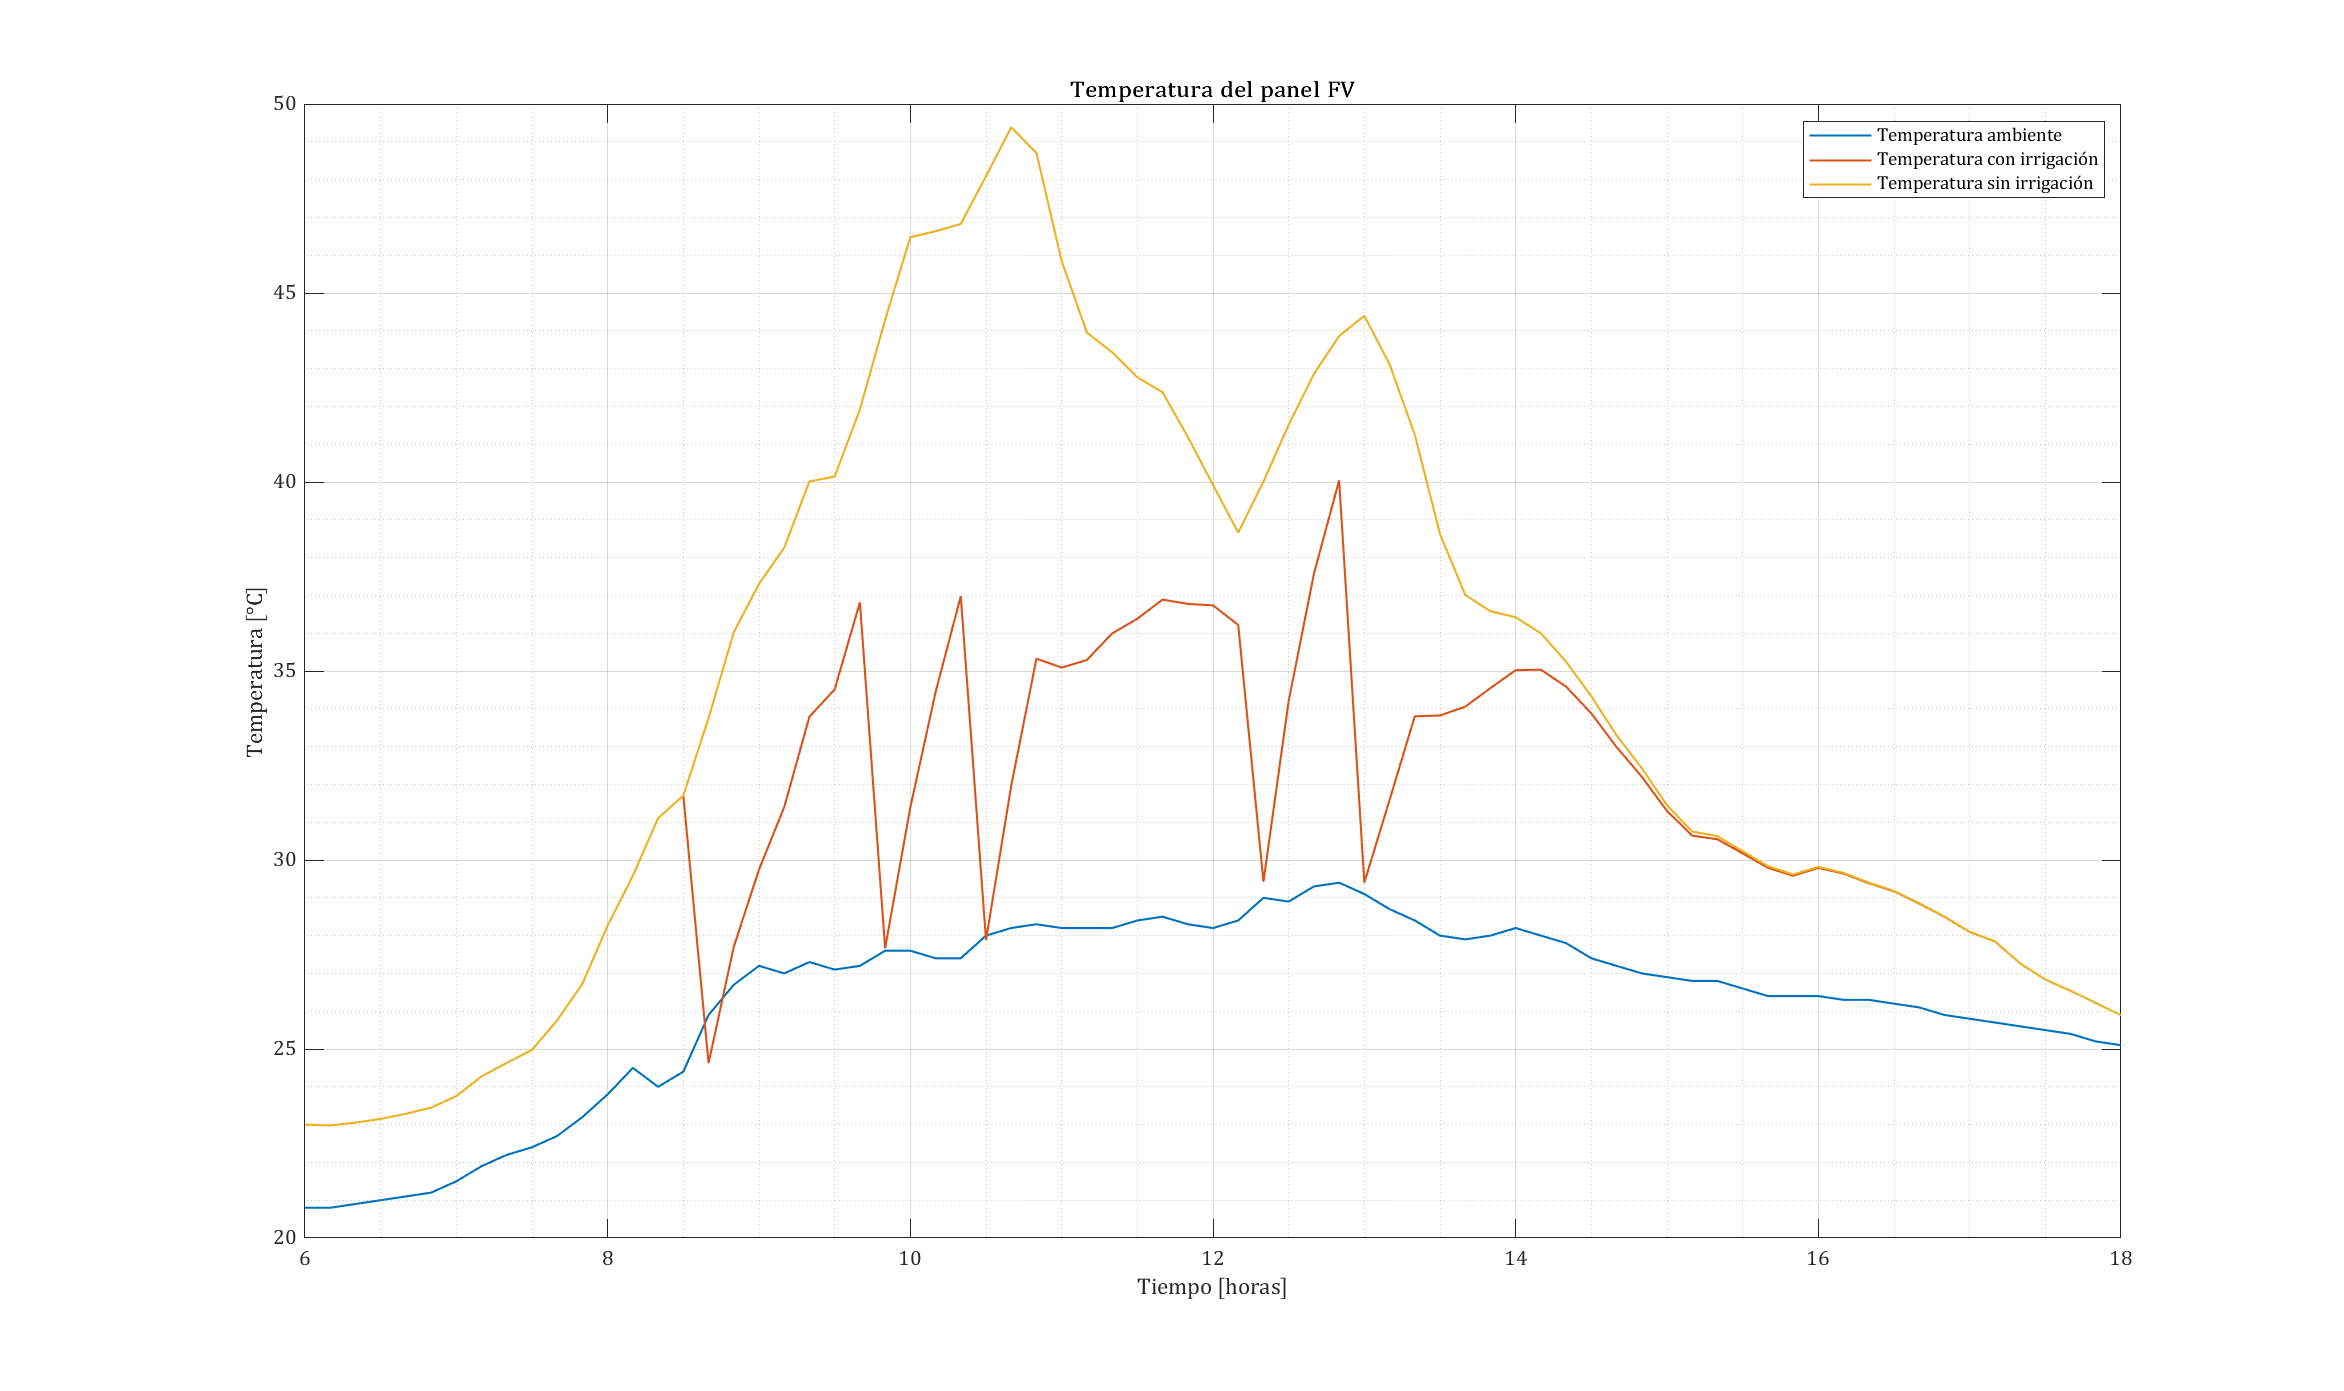 Temperatura del panel FV
Temperatura ambiente
Temperatura con irrigación
Temperatura sin irrigación
50
45
40
35
30
25
20
Temperatura [°C]
6 8 10 12 14 16 18
Tiempo [horas]